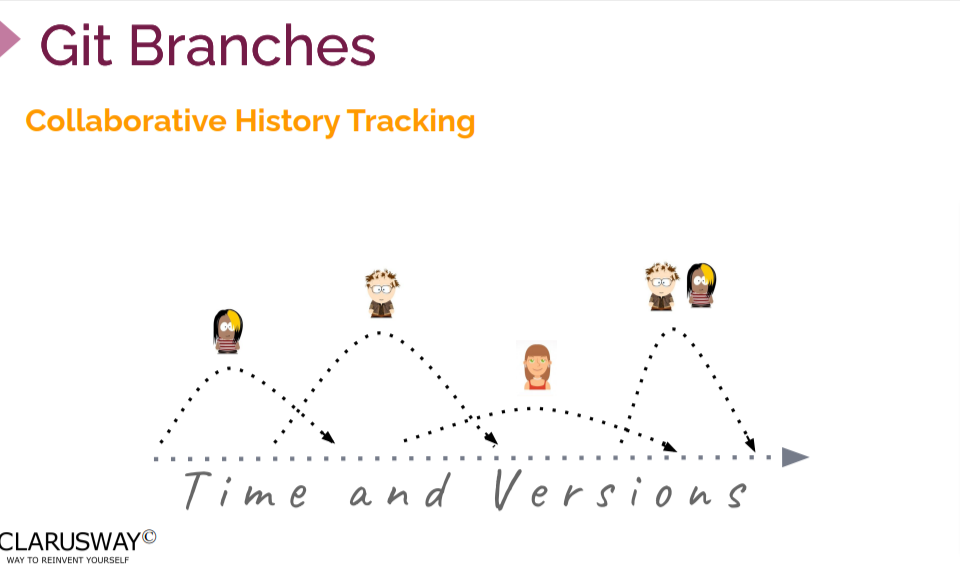 Git Branches
Collaborative History Tracking
Time and Versions
CLARUSWAY©
WAY TO REINVENT YOURSELF